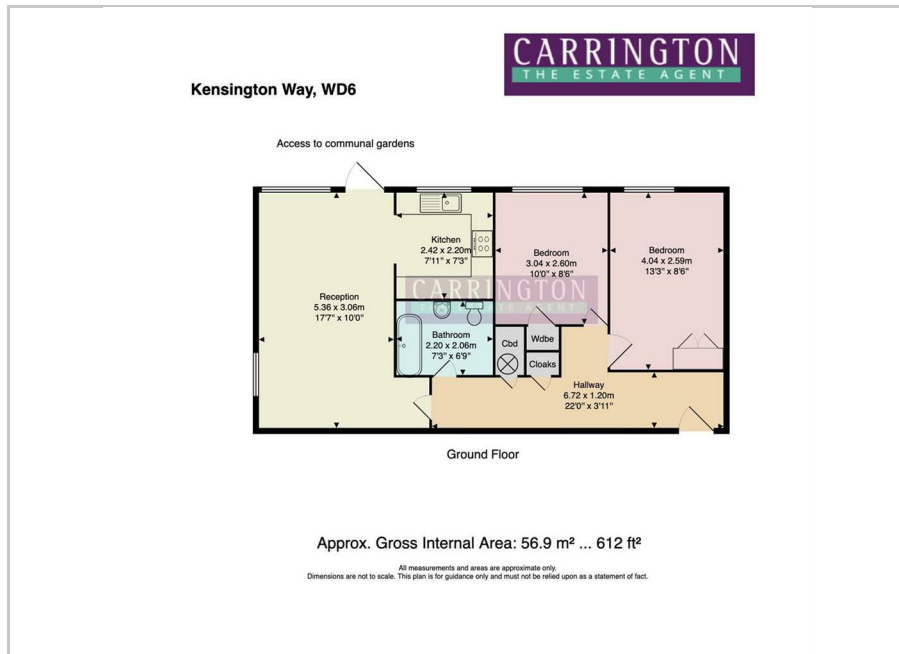 CARRINGTON
THE ESTATE AGENT
Kensington Way, WD6
Access to communal gardens
Kitchen
2.42 x 2.20m
7'11" x 7'3"
Bedroom
3.04 x 2.60m
10'0" x 8'6"
Bedroom
4.04 x 2.59m
13'3" x 8'6"
Reception
5.36 x 3.06m
17'7" x 10'0"
CARRINGTON
THE ESTATE AGENT
Bathroom
2.20 x 2.06m
7'3" x 6'9"
Cbd
Wdbe
Cloaks
Hallway
6.72 x 1.20m
22'0" x 3'11"
Ground Floor
Approx. Gross Internal Area: 56.9 m² ... 612 ft²
All measurements and areas are approximate only.
Dimensions are not to scale. This plan is for guidance only and must not be relied upon as a statement of fact.